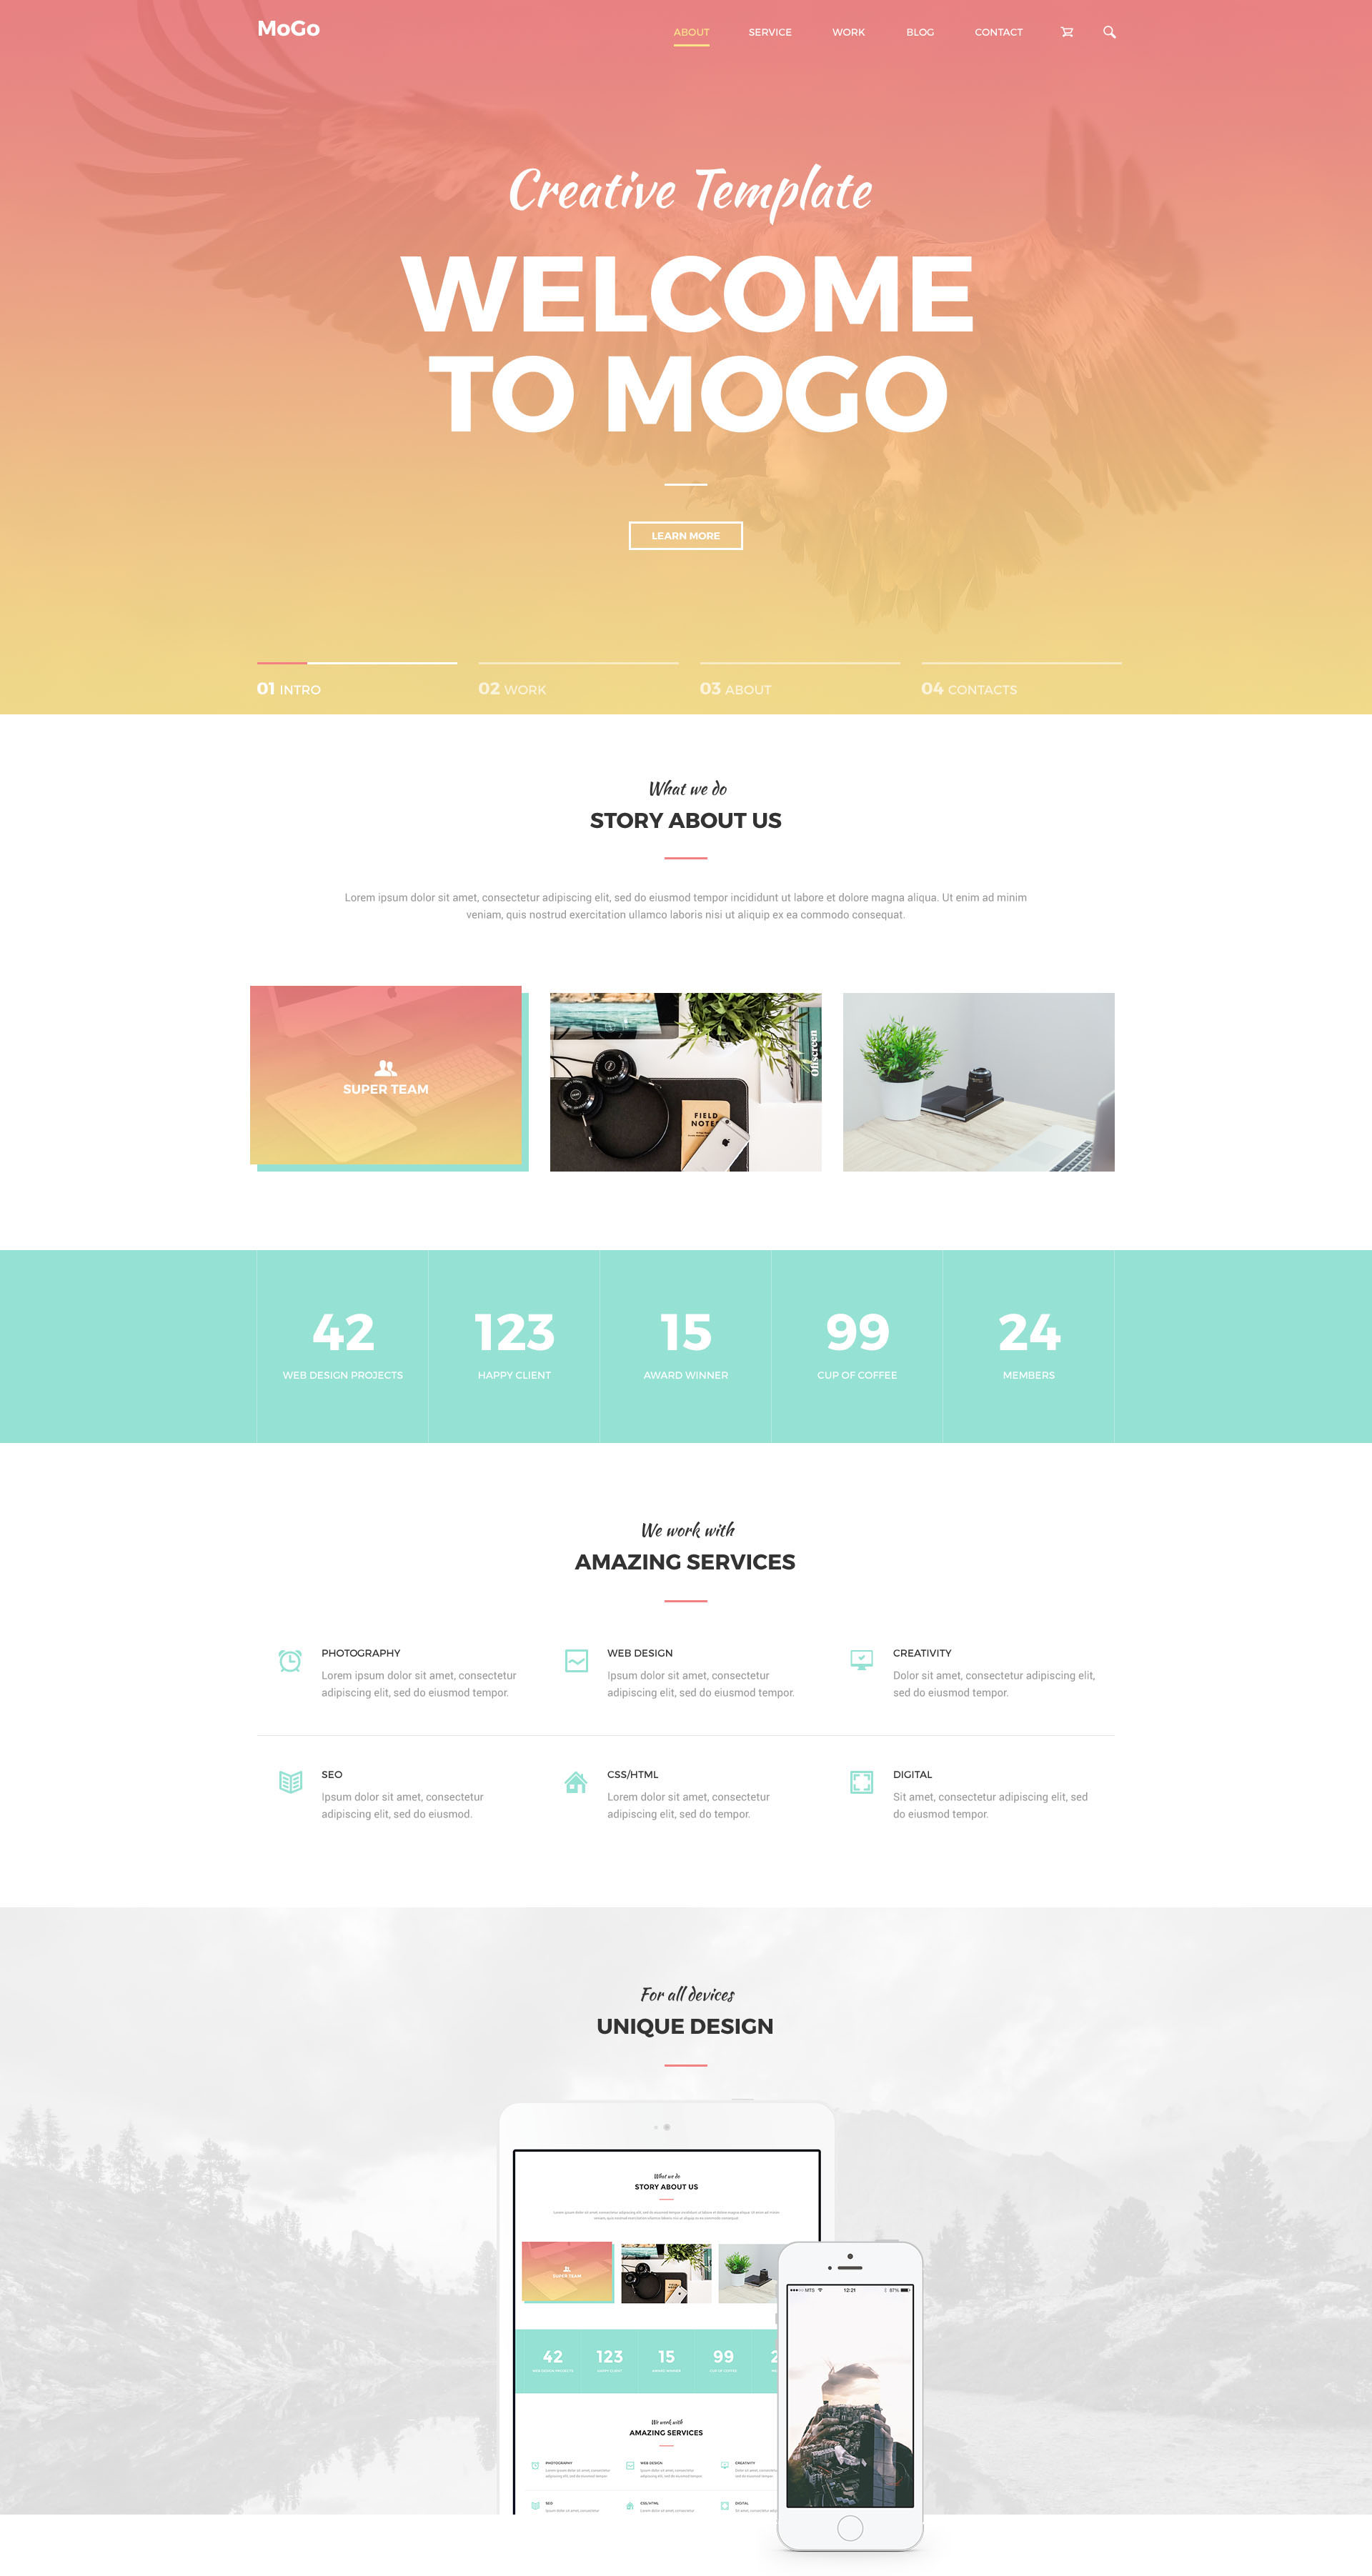 MoGo
ABOUT SERVICE WORK BLOG CONTACT
Creative Template
WELCOME
TO MOGO
LEARN MORE
01 INTRO
02 WORK
03 ABOUT
04 CONTACTS
What we do
STORY ABOUT US
Lorem ipsum dolor sit amet, consectetur adipiscing elit, sed do eiusmod tempor incididunt ut labore et dolore magna aliqua. Ut enim ad minim
veniam, quis nostrud exercitation ullamco laboris nisi ut aliquip ex ea commodo consequat.
SUPER TEAM
Offscreen
FIELD
NOTE
42
WEB DESIGN PROJECTS
123
HAPPY CLIENT
15
AWARD WINNER
99
CUP OF COFFEE
24
MEMBERS
We work with
AMAZING SERVICES
PHOTOGRAPHY
Lorem ipsum dolor sit amet, consectetur
adipiscing elit, sed do eiusmod tempor.
WEB DESIGN
Ipsum dolor sit amet, consectetur
adipiscing elit, sed do eiusmod tempor.
CREATIVITY
Dolor sit amet, consectetur adipiscing elit,
sed do eiusmod tempor.
SEO
Ipsum dolor sit amet, consectetur
adipiscing elit, sed do eiusmod.
CSS/HTML
Lorem dolor sit amet, consectetur
adipiscing elit, sed do tempor.
DIGITAL
Sit amet, consectetur adipiscing elit, sed
do eiusmod tempor.
For all devices
UNIQUE DESIGN
What we do
STORY ABOUT US
SUPER TEAM
42
123
15
99
2
We work with
AMAZING SERVICES
PHOTOGRAPHY
WEB DESIGN
CREATIVITY
SEO
CSS/HTML
DIGITAL
MTS 12:21 97%